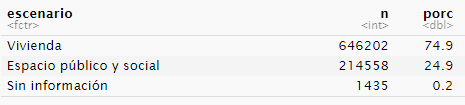 escenario n porc
<fctr> <int> <dbl>
Vivienda 646202 74.9
Espacio público y social 214558 24.9
Sin información 1435 0.2